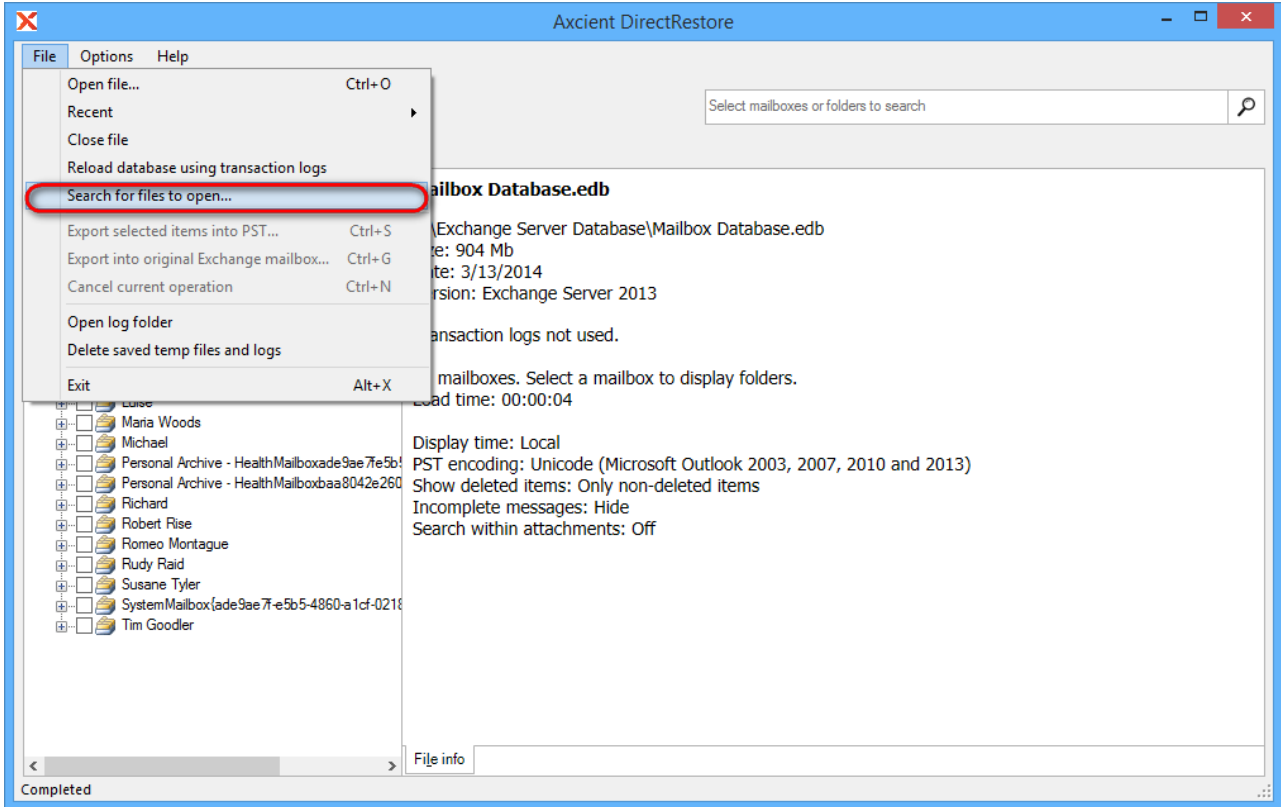 Axcient DirectRestore
File Options Help
Open file... Ctrl+O
Recent
Close file
Reload database using transaction logs
Search for files to open...
Export selected items into PST... Ctrl+S
Export into original Exchange mailbox... Ctrl+G
Cancel current operation Ctrl+N
Open log folder
Delete saved temp files and logs
Exit Alt+X
Select mailboxes or folders to search
Maria Woods
Michael
Personal Archive - HealthMailboxade9ae7fe5b5
Personal Archive - HealthMailboxbaa8042e260
Richard
Robert Rise
Romeo Montague
Rudy Raid
Susane Tyler
SystemMailbox{ade9ae7f-e5b5-4860-a1cf-0218
Tim Goodler
ailbox Database.edb
\Exchange Server Database\Mailbox Database.edb
904 Mb
3/13/2014
Exchange Server 2013
ansaction logs not used.
mailboxes. Select a mailbox to display folders.
time: 00:00:04
Display time: Local
PST encoding: Unicode (Microsoft Outlook 2003, 2007, 2010 and 2013)
Show deleted items: Only non-deleted items
Incomplete messages: Hide
Search within attachments: Off
File info
Completed